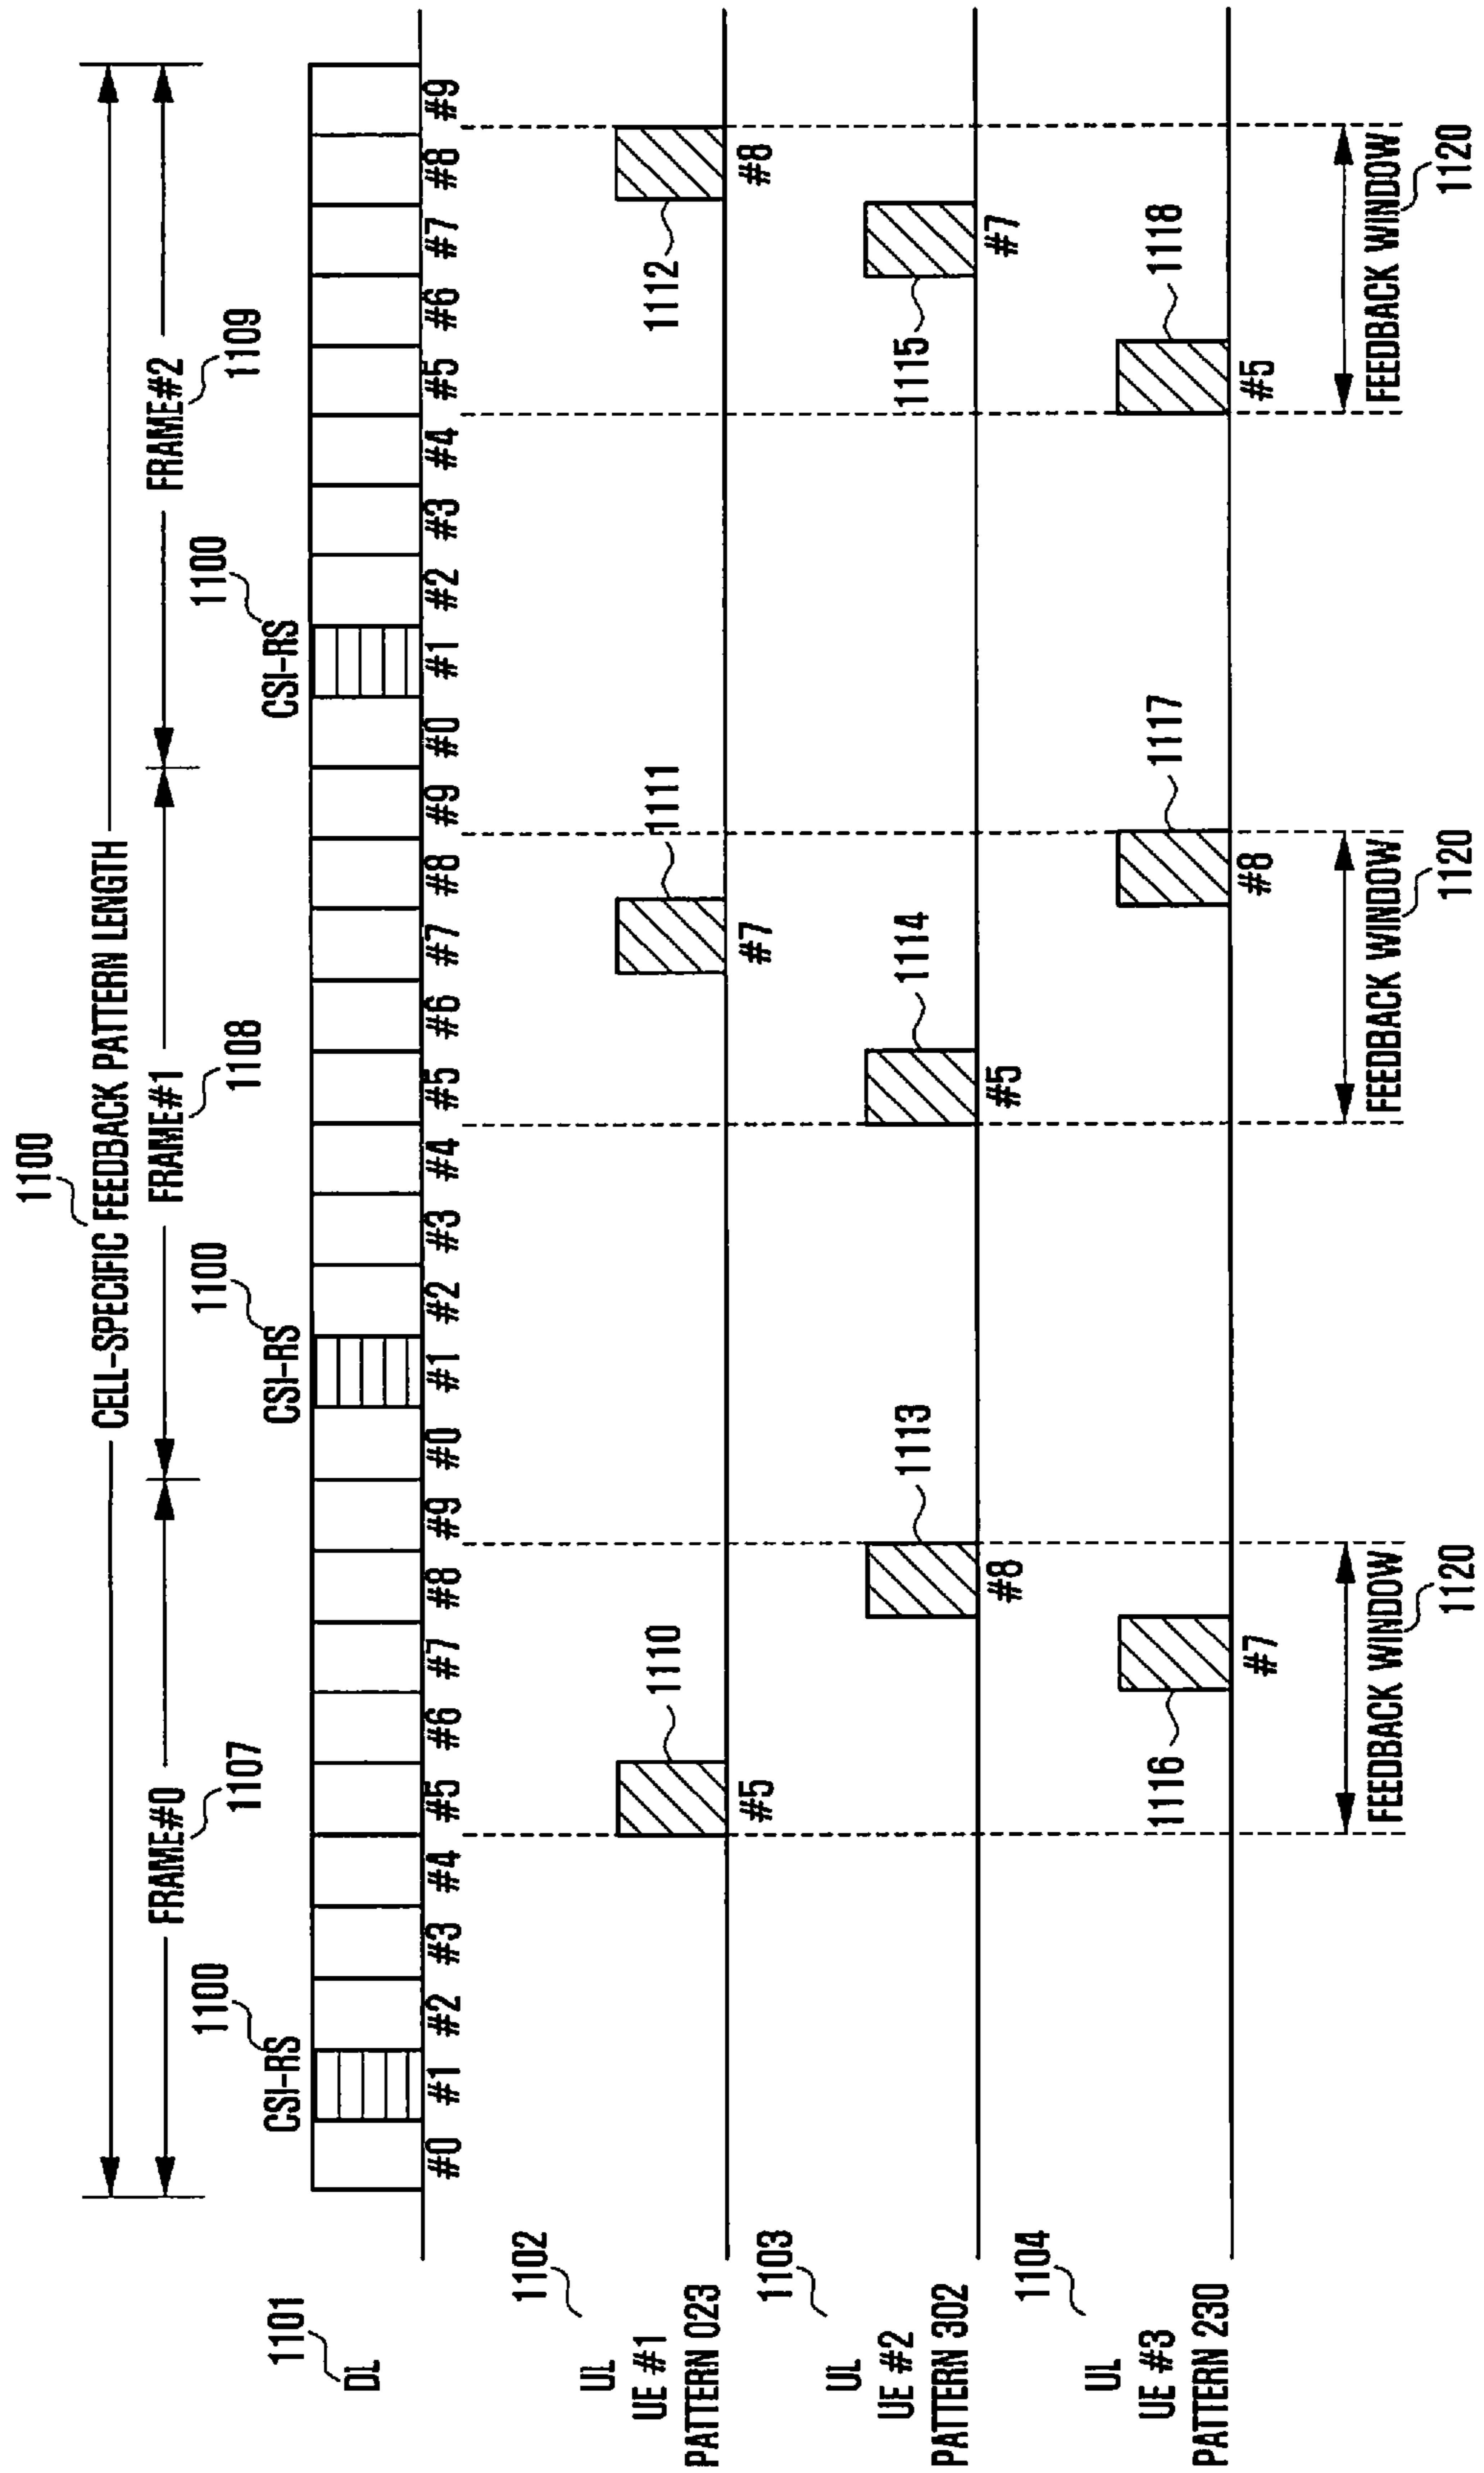 1100
CELL-SPECIFIC FEEDBACK PATTERN LENGTH
FRAME#0
1107
FRAME#1
1108
FRAME#2
1109
CSI-RS
1100
CSI-RS
1100
CSI-RS
1100
1101
DL
#0 #1 #2 #3 #4 #5 #6 #7 #8 #9 #0 #1 #2 #3 #4 #5 #6 #7 #8 #9 #0 #1 #2 #3 #4 #5 #6 #7 #8 #9
1102
UL
UE #1
PATTERN 023
1110
#5
1111
#7
1112
#8
1103
UL
UE #2
PATTERN 302
1113
#8
1114
#5
1115
#7
1104
UL
UE #3
PATTERN 230
1116
#7
1117
#8
1118
#5
FEEDBACK WINDOW
1120
FEEDBACK WINDOW
1120
FEEDBACK WINDOW
1120